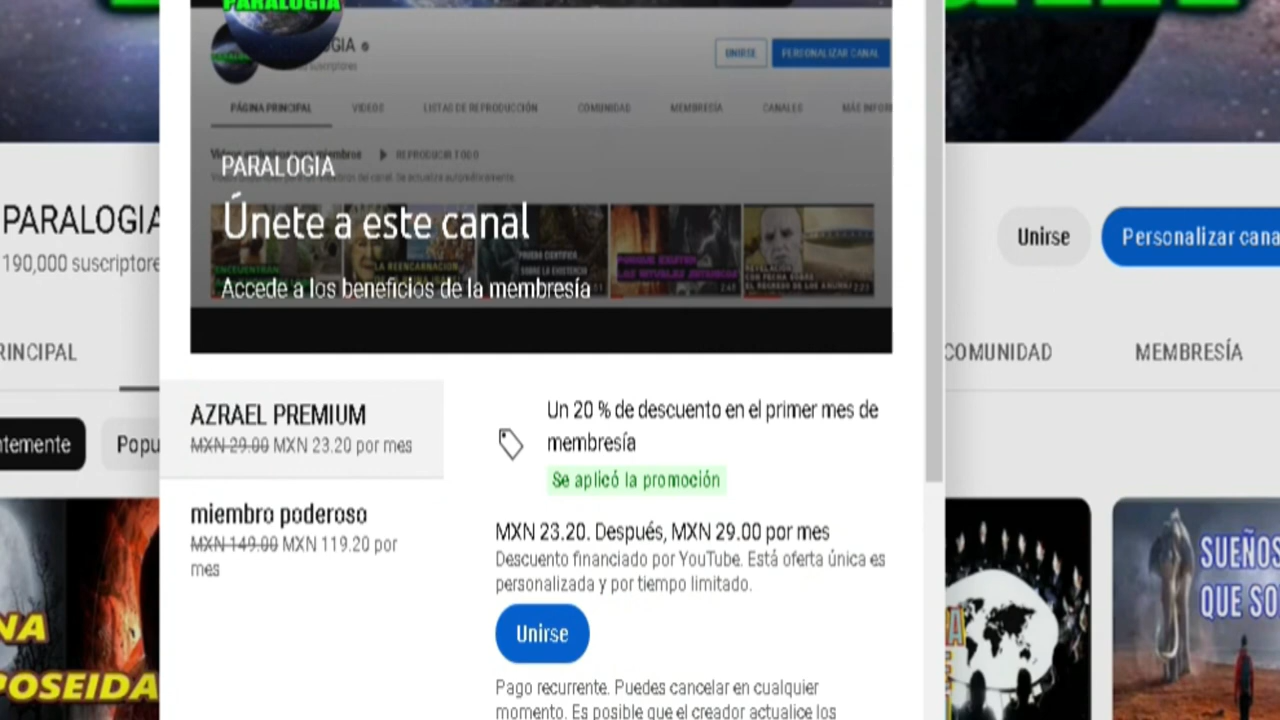 PARALOGIA
UNIRSE
PERSONALIZAR CANAL
PÁGINA PRINCIPAL
VIDEOS
LISTAS DE REPRODUCCIÓN
COMUNIDAD
MEMBRESÍA
CANALES
REPRODUCIR TODO
PARALOGIA
Únete a este canal
Accede a los beneficios de la membresía
PARALOGIA
190,000 suscriptore
Unirse
Personalizar cana
RINCIPAL
COMUNIDAD
MEMBRESÍA
ntemente
Popu
AZRAEL PREMIUM
MXN 29.00 MXN 23.20 por mes
miembro poderoso
MXN 149.00 MXN 119.20 por
mes
Un 20 % de descuento en el primer mes de
membresía
Se aplicó la promoción
MXN 23.20. Después, MXN 29.00 por mes
Descuento financiado por YouTube. Está oferta única es
personalizada y por tiempo limitado.
Unirse
Pago recurrente. Puedes cancelar en cualquier
momento. Es posible que el creador actualice los
NA
POSEIDA
SUEÑOS
QUE SO